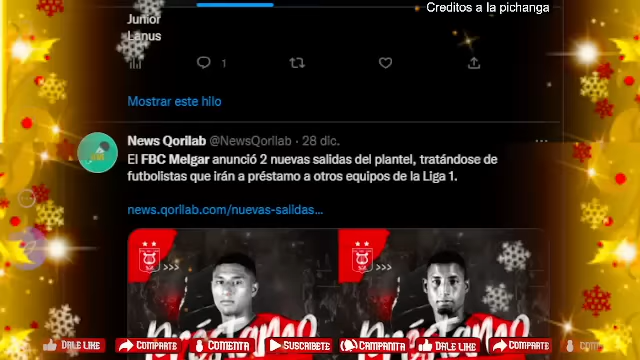 Creditos a la pichanga
Junior
Lanus
1
Mostrar este hilo
News Qorilab @NewsQorilab · 28 dic.
El FBC Melgar anunció 2 nuevas salidas del plantel, tratándose de
futbolistas que irán a préstamo a otros equipos de la Liga 1.
news.qorilab.com/nuevas-salidas...
Préstamo Préstamo
DALE LIKE COMPARTE COMENTA SUSCRIBETE CAMPANITA DALE LIKE COMPARTE